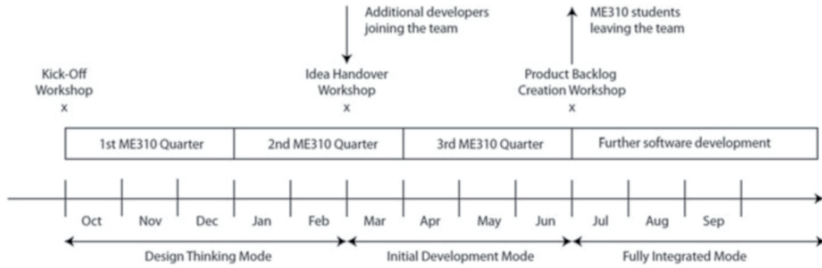 Additional developers
joining the team
ME310 students
leaving the team
Kick-Off
Workshop
x
Idea Handover
Workshop
x
Product Backlog
Creation Workshop
x
1st ME310 Quarter
2nd ME310 Quarter
3rd ME310 Quarter
Further software development
Oct
Nov
Dec
Jan
Feb
Mar
Apr
May
Jun
Jul
Aug
Sep
Design Thinking Mode
Initial Development Mode
Fully Integrated Mode